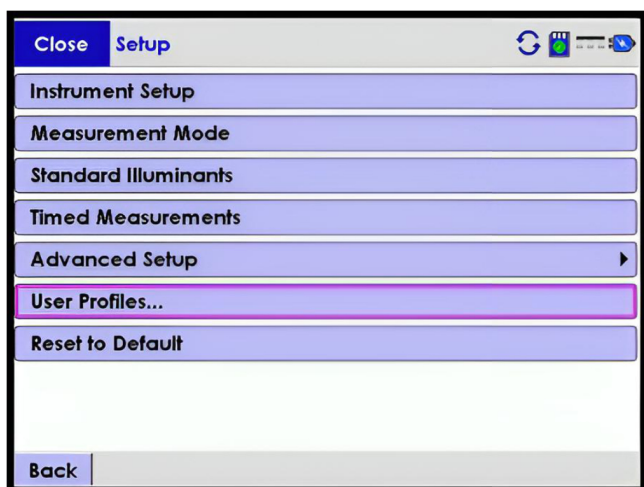 Close Setup
Instrument Setup
Measurement Mode
Standard Illuminants
Timed Measurements
Advanced Setup
User Profiles...
Reset to Default
Back